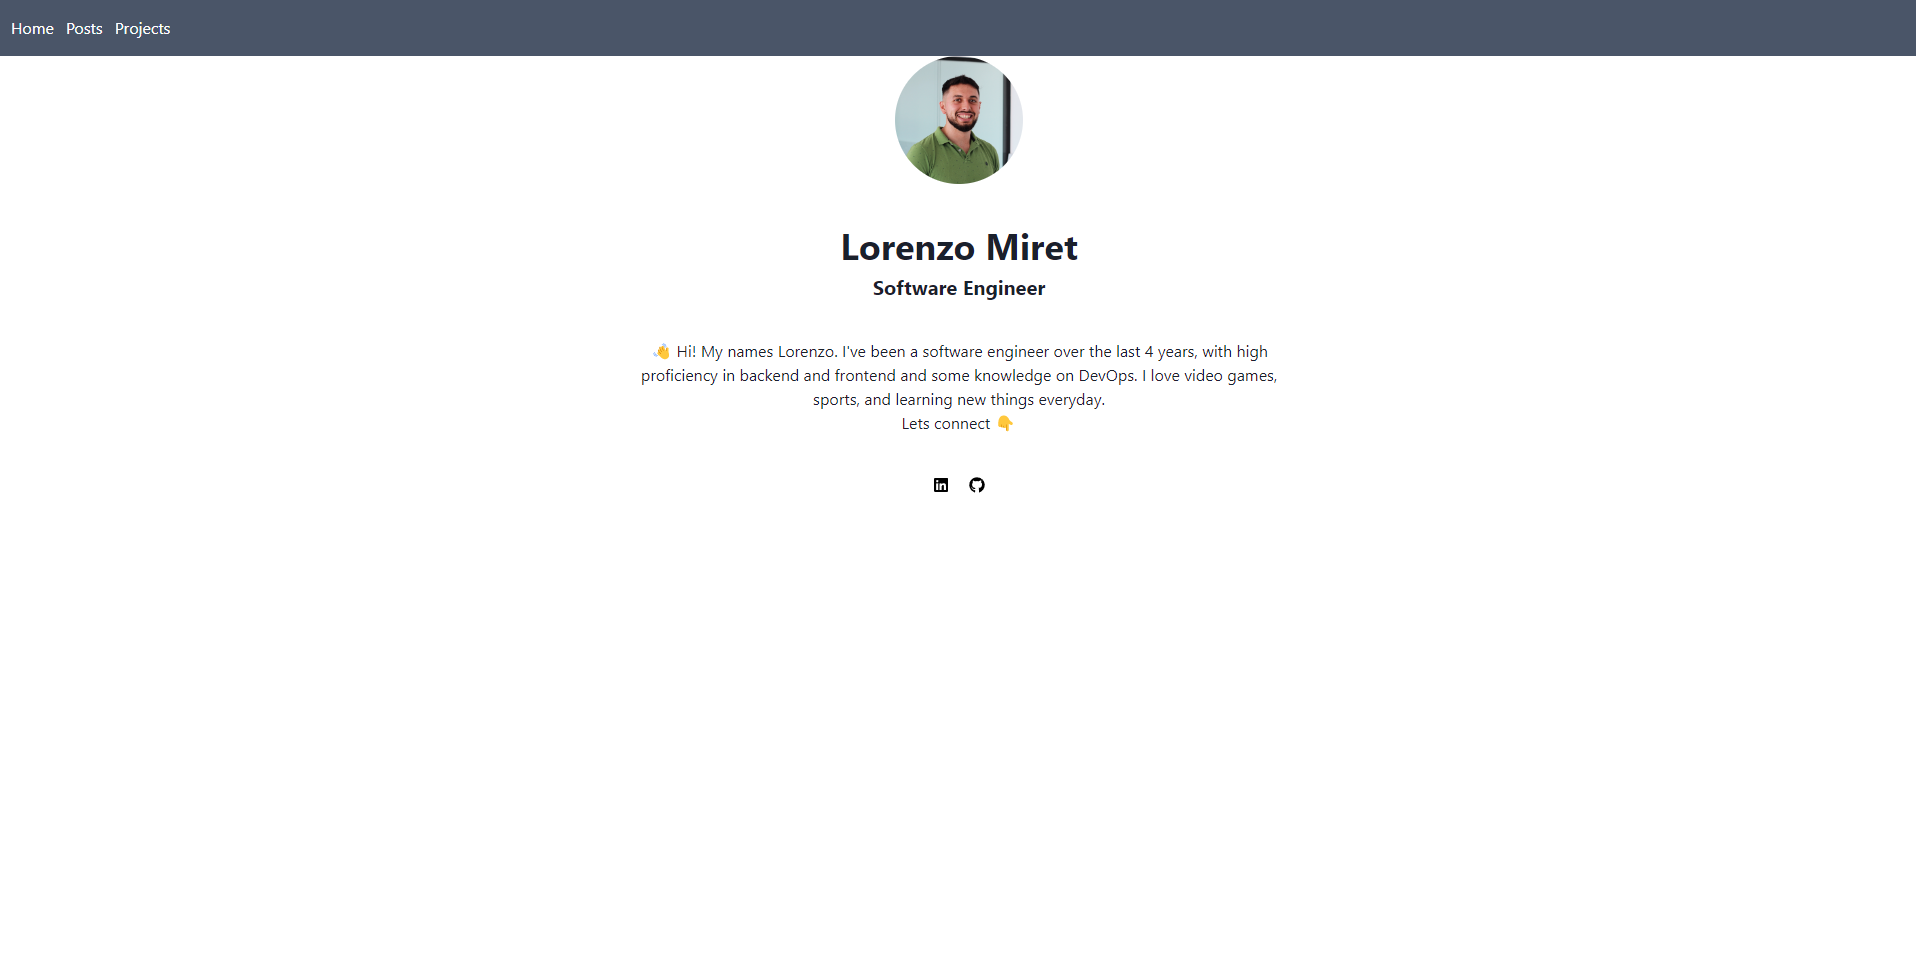 Home Posts Projects
Lorenzo Miret
Software Engineer
👋 Hi! My names Lorenzo. I've been a software engineer over the last 4 years, with high
proficiency in backend and frontend and some knowledge on DevOps. I love video games,
sports, and learning new things everyday.
Lets connect 👇
in